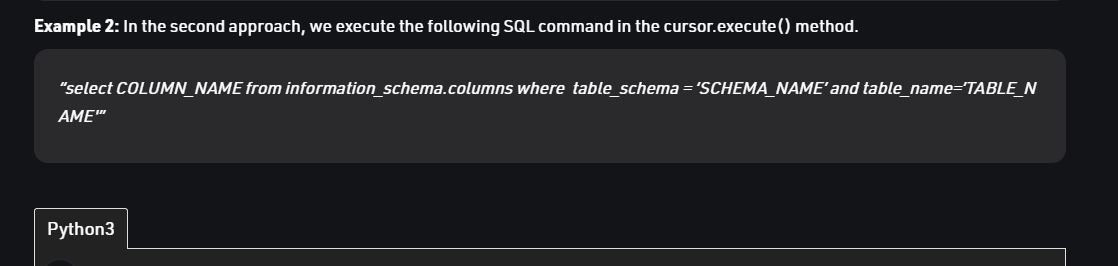 Example 2: In the second approach, we execute the following SQL command in the cursor.execute() method.
“select COLUMN_NAME from information_schema.columns where  table_schema = ‘SCHEMA_NAME’ and table_name=’TABLE_N
AME'”
Python3